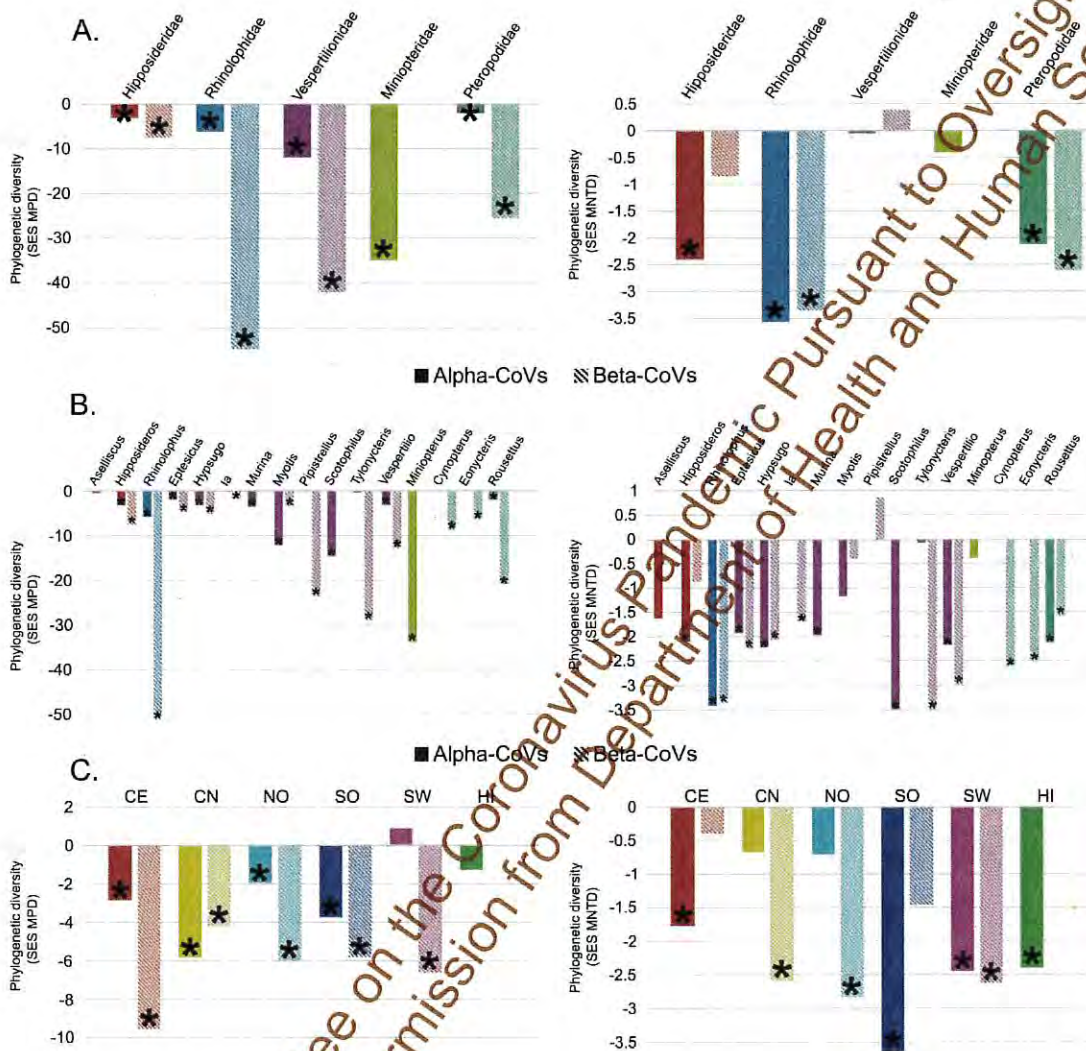 A.
Hipposideridae
Rhinolophidae
Vespertilionidae
Miniopteridae
Pteropodidae
0
-10
-20
-30
-40
-50
Phylogenetic diversity
(SES MPD)
Hipposideridae
Rhinolophidae
Vespertilionidae
Miniopteridae
Pteropodidae
0.5
0
-0.5
-1
-1.5
-2
-2.5
-3
-3.5
Phylogenetic diversity
(SES MNTD)
Alpha-CoVs Beta-CoVs
B.
Aselliscus
Hipposideros
Rhinolophus
Eptesicus
Hypsugo
Ia
Murina
Myotis
Pipistrellus
Scotophilus
Tylonycteris
Vespertilio
Miniopterus
Cynopterus
Eonycteris
Rousettus
0
-10
-20
-30
-40
-50
Phylogenetic diversity
(SES MPD)
Aselliscus
Hipposideros
Rhinolophus
Eptesicus
Hypsugo
Ia
Murina
Myotis
Pipistrellus
Scotophilus
Tylonycteris
Vespertilio
Miniopterus
Cynopterus
Eonycteris
Rousettus
1
0.5
0
-0.5
-1
-1.5
-2
-2.5
-3
-3.5
Phylogenetic diversity
(SES MNTD)
Alpha-CoVs Beta-CoVs
C.
CE CN NO SO SW HI
2
0
-2
-4
-6
-8
-10
Phylogenetic diversity
(SES MPD)
CE CN NO SO SW HI
0
-0.5
-1
-1.5
-2
-2.5
-3
-3.5
Phylogenetic diversity
(SES MNTD)
on the Coronavirus Pandemic Pursuant to
from Department of Health and Human